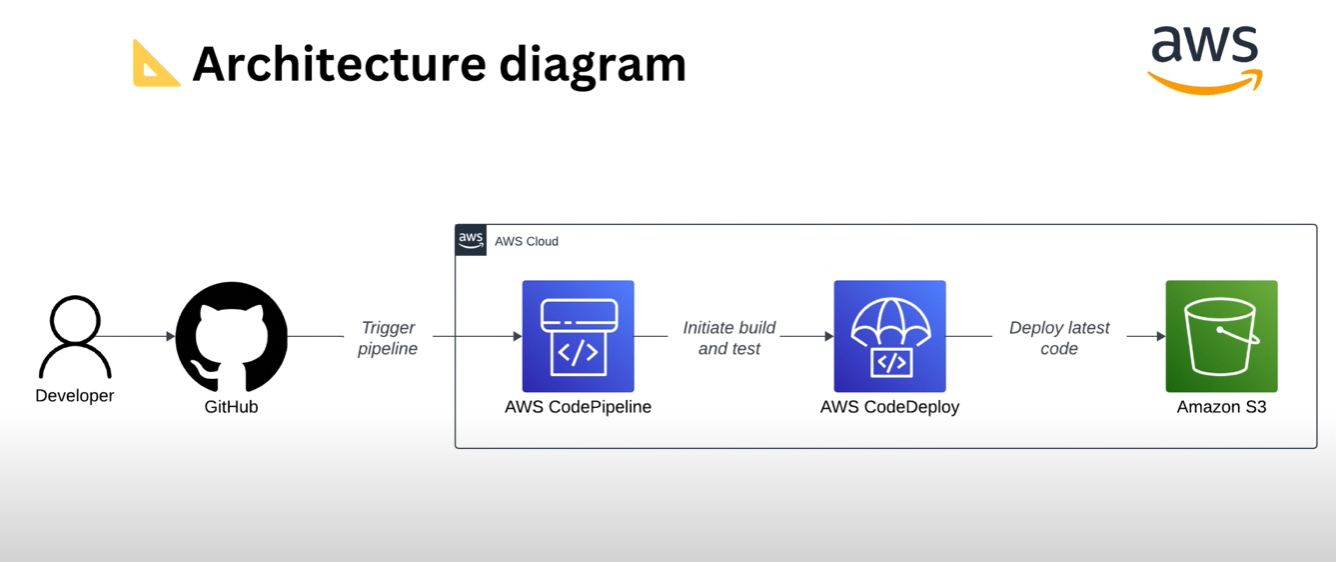 Architecture diagram
aws
aws
AWS Cloud
Trigger
pipeline
Initiate build
and test
Deploy latest
code
Developer
GitHub
AWS CodePipeline
AWS CodeDeploy
Amazon S3